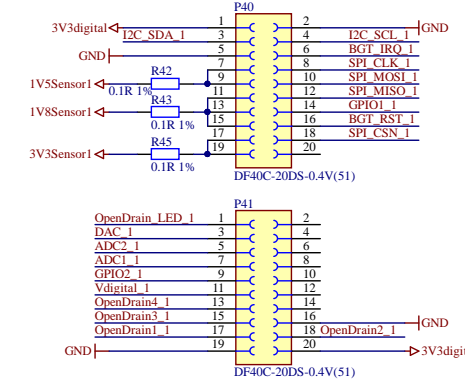 P40
3V3digital 1 2 GND
I2C_SDA_1 3 4 I2C_SCL_1
GND 5 6 BGT_IRQ_1
R42 7 8 SPI_CLK_1
1V5Sensor1 9 10 SPI_MOSI_1
0.1R 1% 11 12 SPI_MISO_1
R43
1V8Sensor1 13 14 GPIO1_1
0.1R 1% 15 16 BGT_RST_1
R45 17 18 SPI_CSN_1
3V3Sensor1 19 20
0.1R 1%
DF40C-20DS-0.4V(51)
P41
OpenDrain_LED_1 1 2
DAC_1 3 4
ADC2_1 5 6
ADC1_1 7 8
GPIO2_1 9 10
Vdigital_1 11 12
OpenDrain4_1 13 14
OpenDrain3_1 15 16 GND
OpenDrain1_1 17 18 OpenDrain2_1
GND 19 20 3V3digit
DF40C-20DS-0.4V(51)